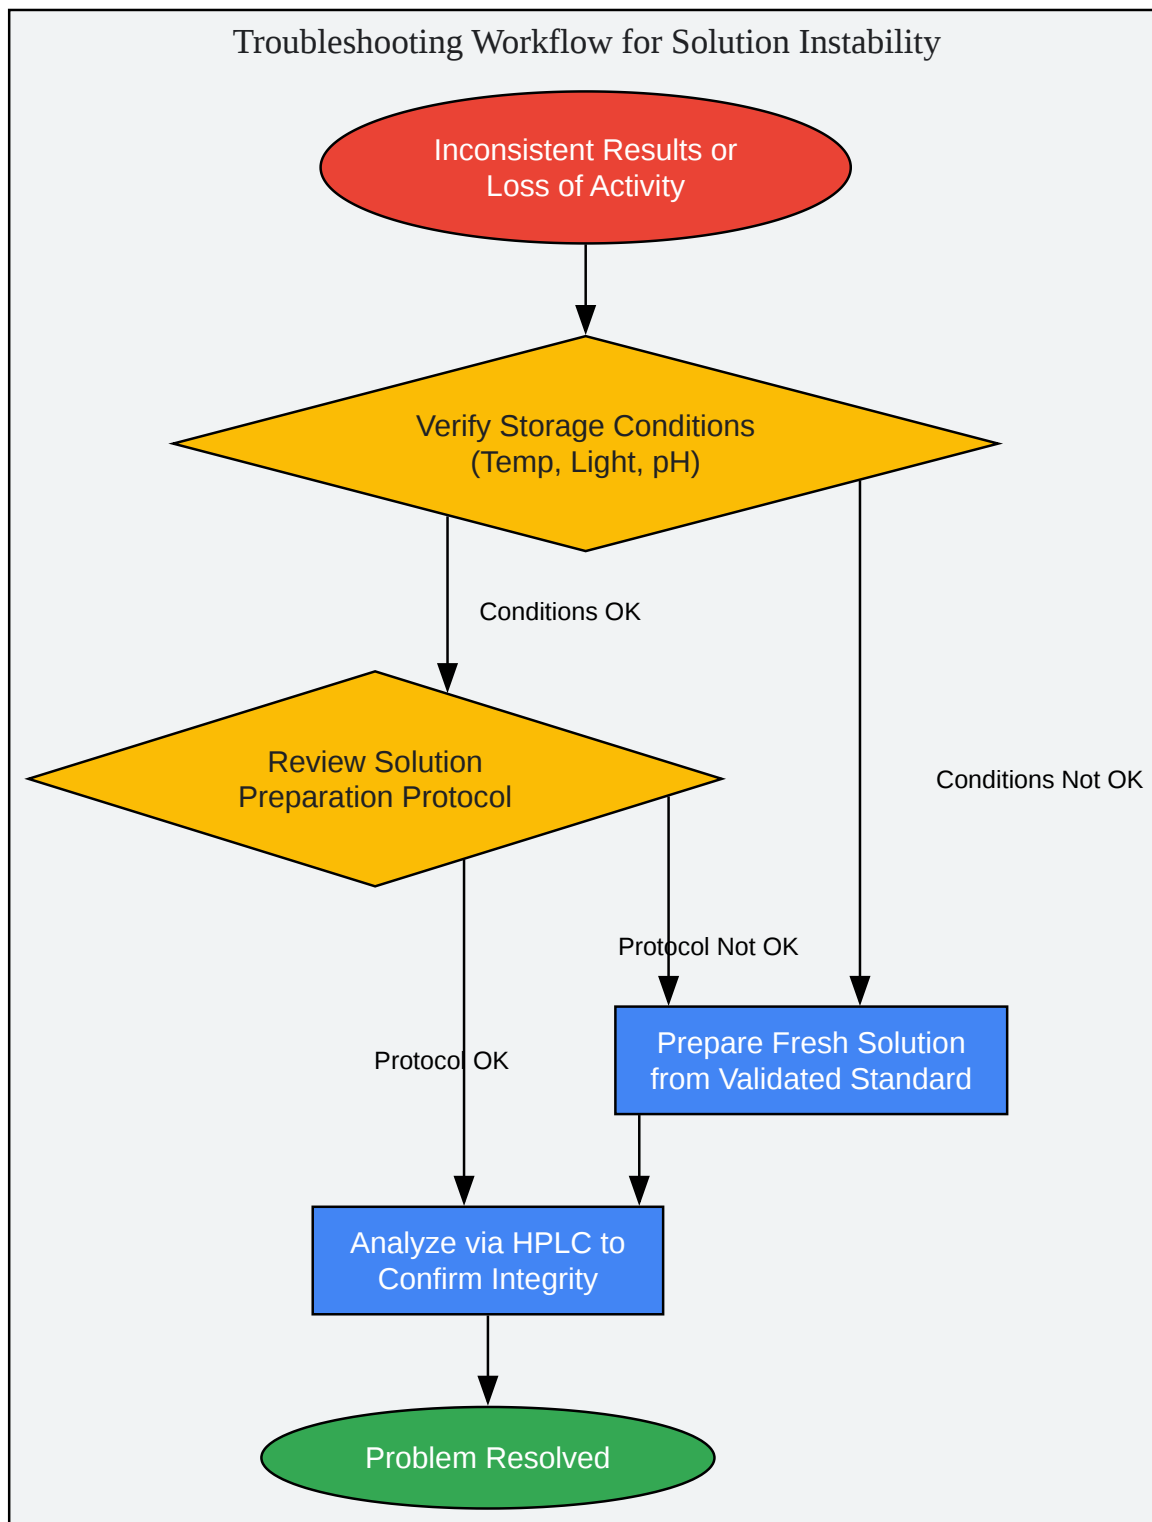 Troubleshooting Workflow for Solution Instability
Inconsistent Results or
Loss of Activity
Verify Storage Conditions
(Temp, Light, pH)
Conditions OK
Review Solution
Preparation Protocol
Conditions Not OK
Protocol Not OK
Prepare Fresh Solution
from Validated Standard
Protocol OK
Analyze via HPLC to
Confirm Integrity
Problem Resolved